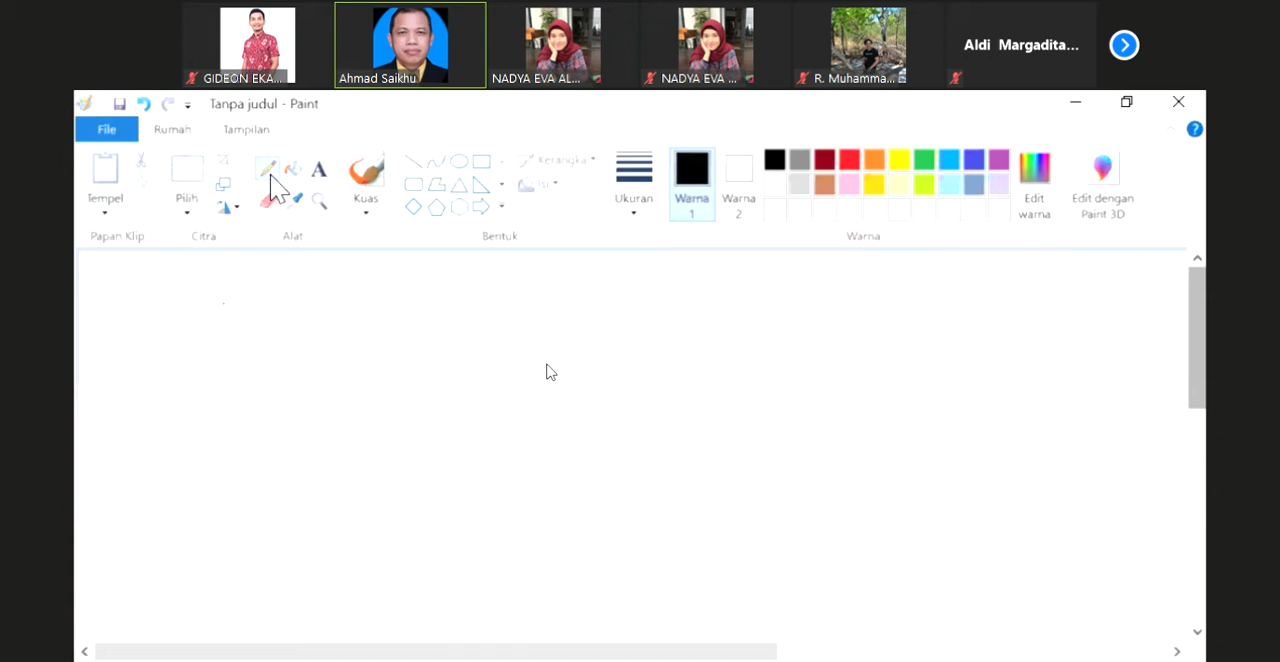 GIDEON EKA...
Ahmad Saikhu
NADYA EVA AL...
NADYA EVA ...
R. Muhamma...
Aldi Margadita...
Tanpa judul - Paint
File
Rumah
Tampilan
Tempel
Pilih
A
Kuas
Kerangka
Isi
Ukuran
Warna 1
Warna 2
Edit warna
Edit dengan Paint 3D
Papan Klip
Citra
Alat
Bentuk
Warna